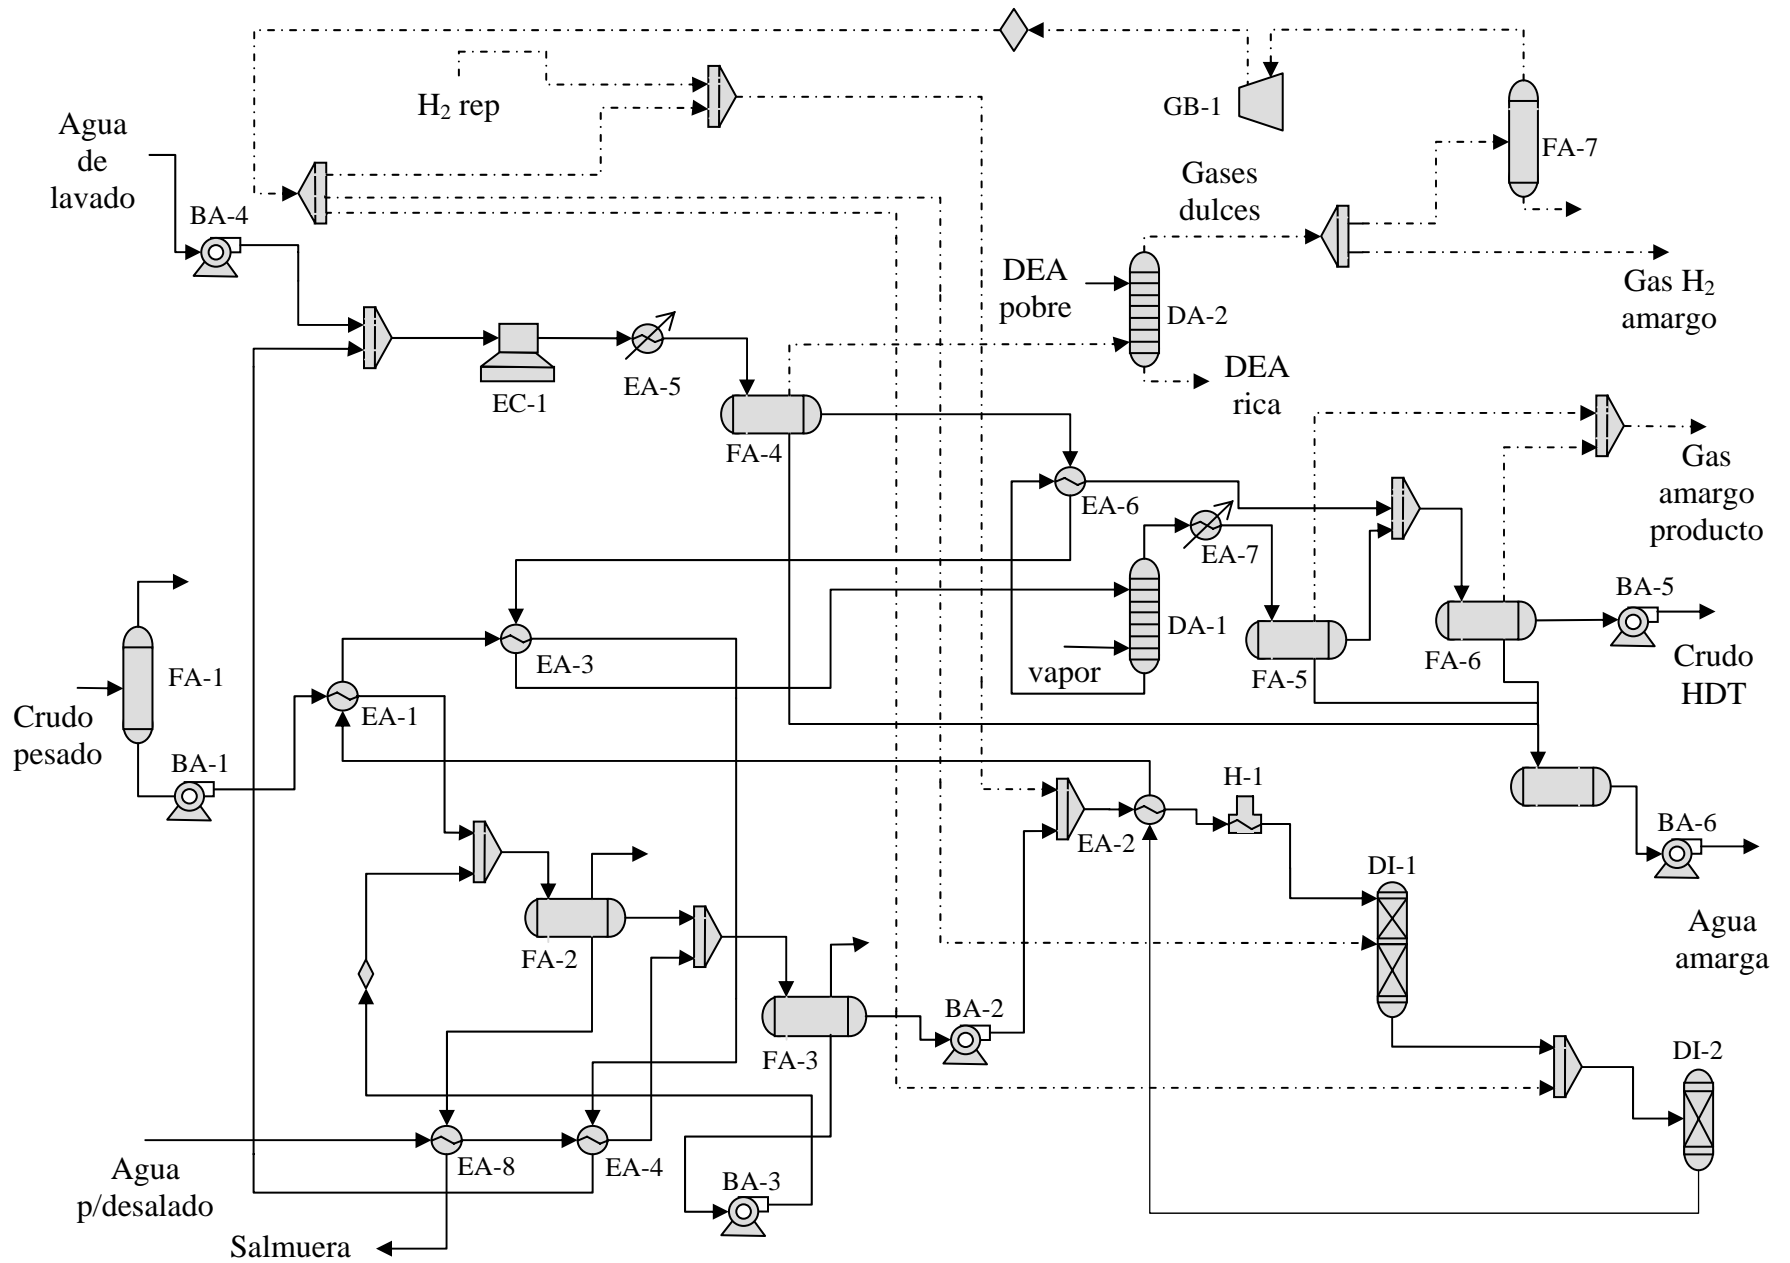 H₂ rep
GB-1
FA-7
Agua
de
lavado
BA-4
Gases
dulces
DEA
pobre
DA-2
Gas H₂
amargo
EC-1
EA-5
DEA
rica
FA-4
EA-6
Gas
amargo
producto
EA-7
BA-5
DA-1
vapor
FA-5
FA-6
Crudo
HDT
EA-3
FA-1
EA-1
Crudo
pesado
BA-1
H-1
EA-2
BA-6
DI-1
Agua
amarga
FA-2
BA-2
FA-3
DI-2
EA-8
EA-4
Agua
p/desalado
BA-3
Salmuera